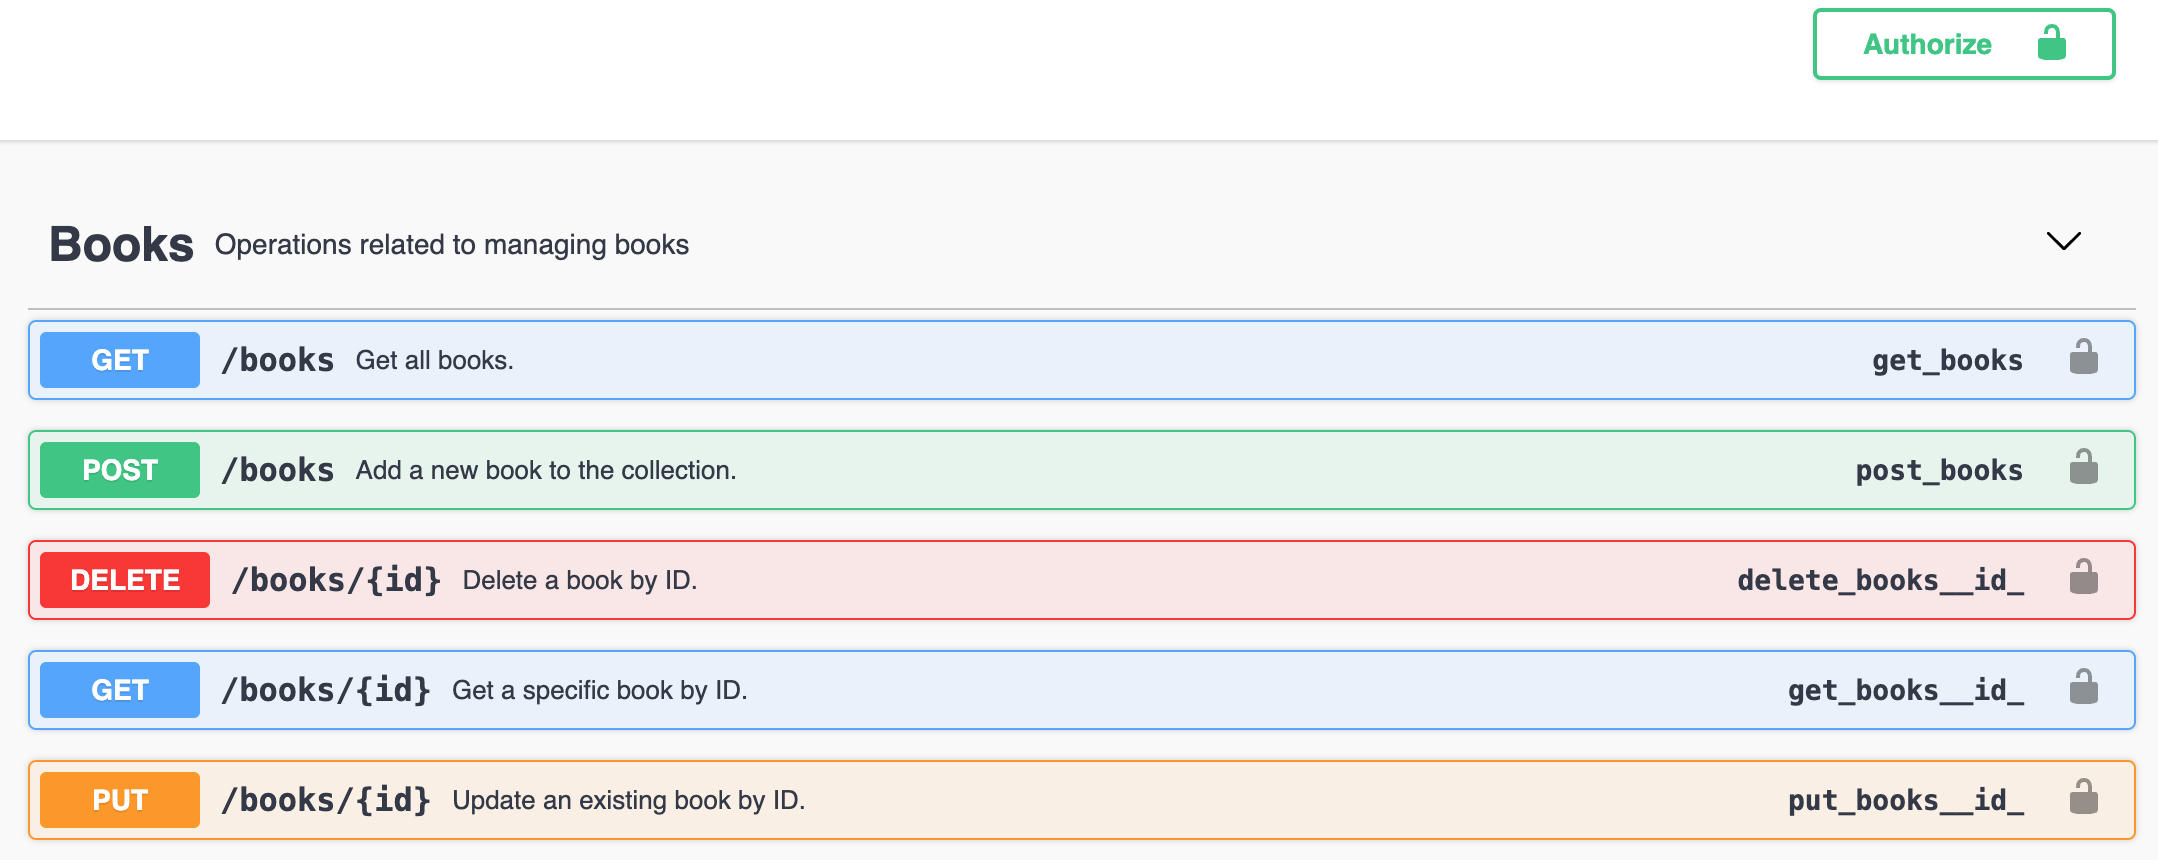 Authorize
Books Operations related to managing books
GET /books Get all books. get_books
POST /books Add a new book to the collection. post_books
DELETE /books/{id} Delete a book by ID. delete_books__id_
GET /books/{id} Get a specific book by ID. get_books__id_
PUT /books/{id} Update an existing book by ID. put_books__id_